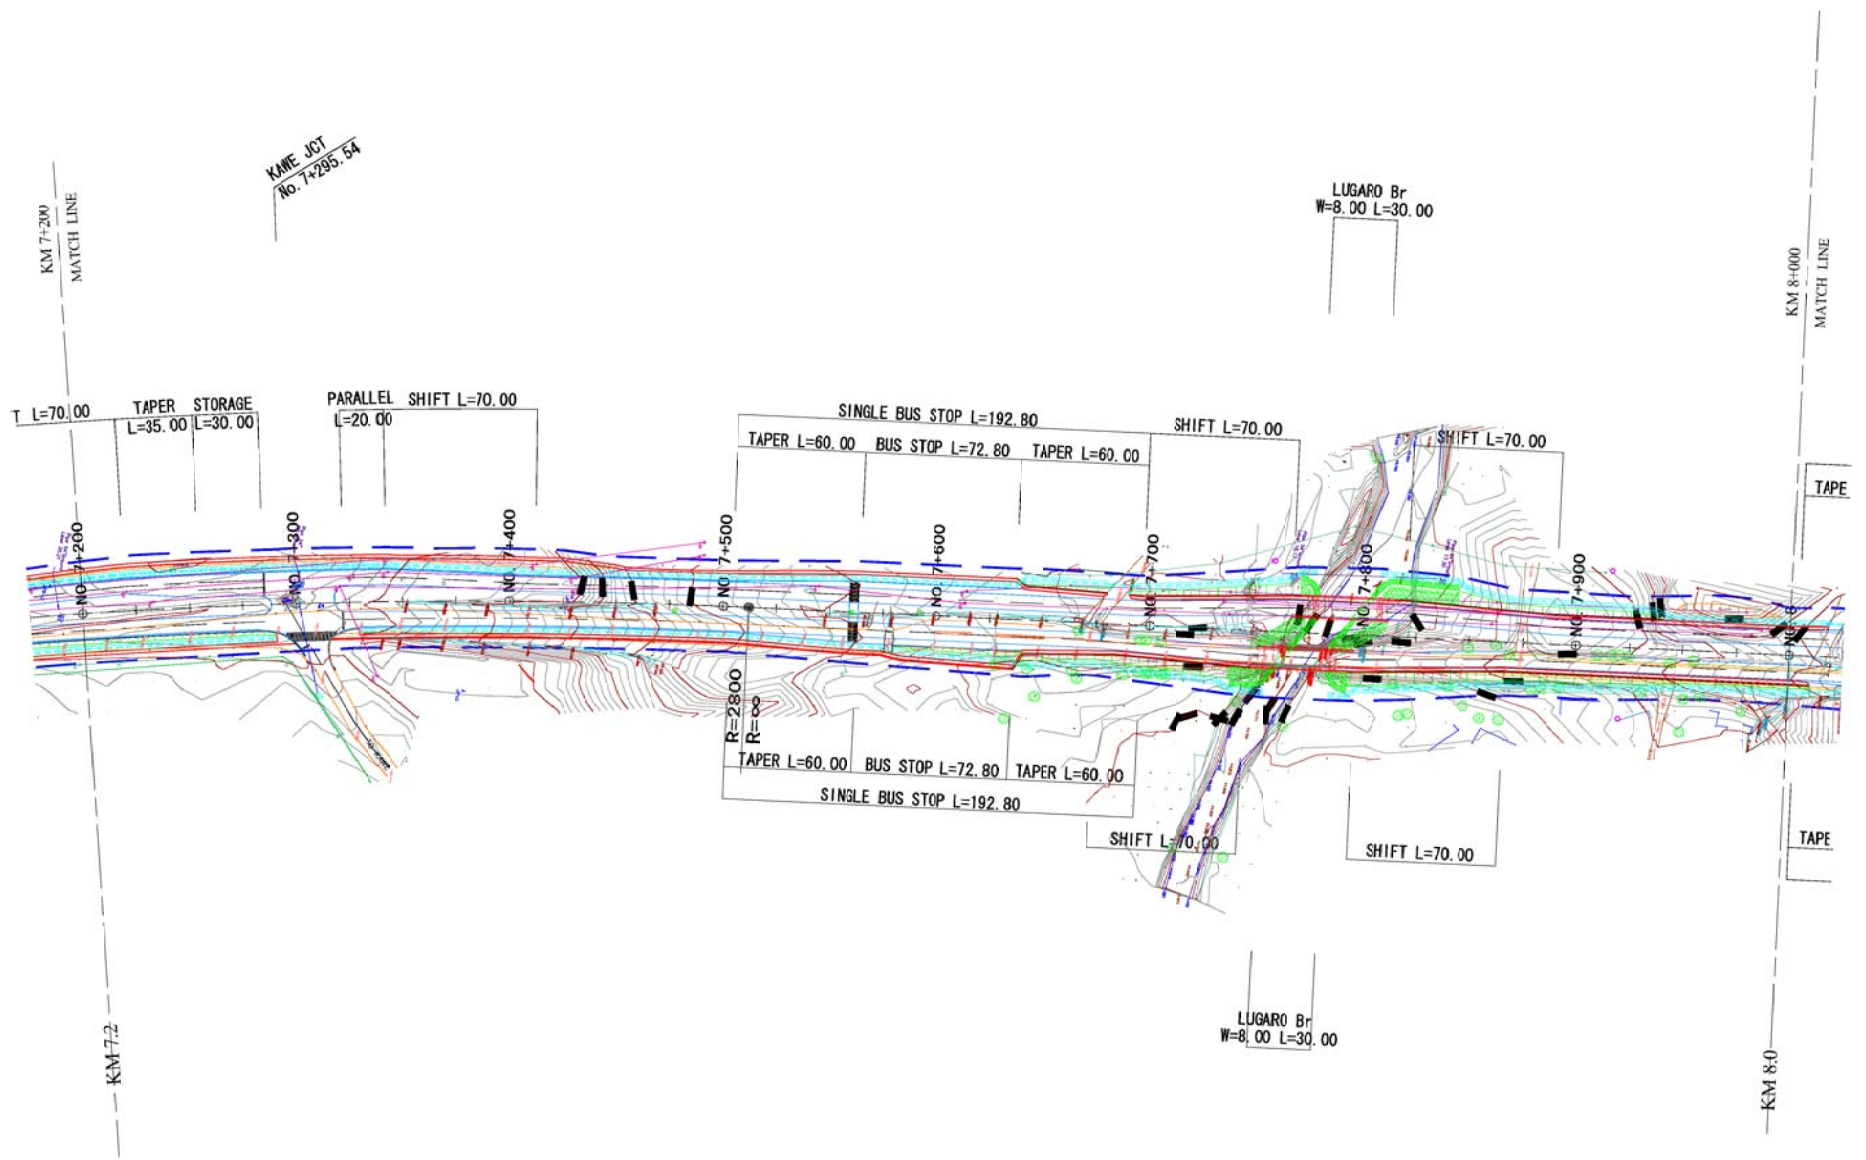 KAWE JCT
No. 7+295.54
LUGARO Br
W=8.00 L=30.00
KM 7+200
MATCH LINE
KM 8+000
MATCH LINE
T L=70.00
TAPER
L=35.00
STORAGE
L=30.00
PARALLEL
L=20.00
SHIFT L=70.00
SINGLE BUS STOP L=192.80
TAPER L=60.00
BUS STOP L=72.80
TAPER L=60.00
SHIFT L=70.00
SHIFT L=70.00
TAPE
NO. 7+200
NO. 7+300
NO. 7+400
NO. 7+500
NO. 7+600
NO. 7+700
NO. 7+800
NO. 7+900
NO. 8
R=2800
R=∞
TAPER L=60.00
BUS STOP L=72.80
TAPER L=60.00
SINGLE BUS STOP L=192.80
SHIFT L=70.00
SHIFT L=70.00
TAPE
LUGARO Br
W=8.00 L=30.00
KM 7.2
KM 8.0